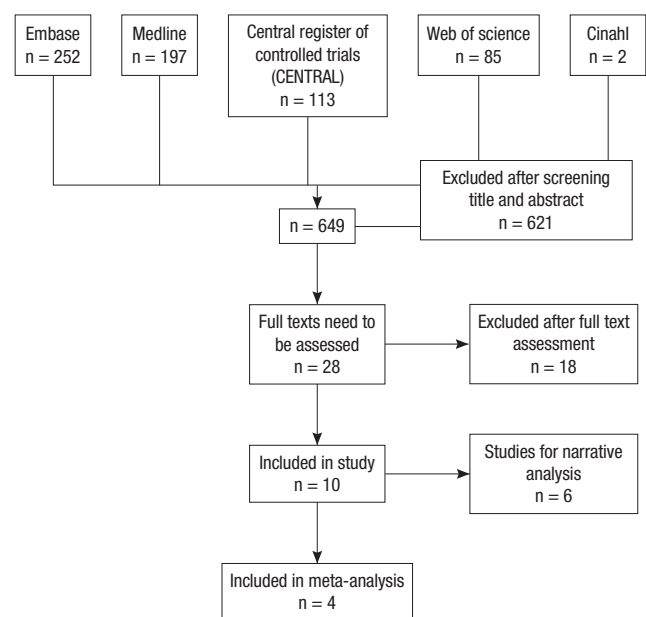 Embase
n = 252
Medline
n = 197
Central register of
controlled trials
(CENTRAL)
n = 113
Web of science
n = 85
Cinahl
n = 2
Excluded after screening
title and abstract
n = 621
n = 649
Full texts need to
be assessed
n = 28
Excluded after full text
assessment
n = 18
Included in study
n = 10
Studies for narrative
analysis
n = 6
Included in meta-analysis
n = 4